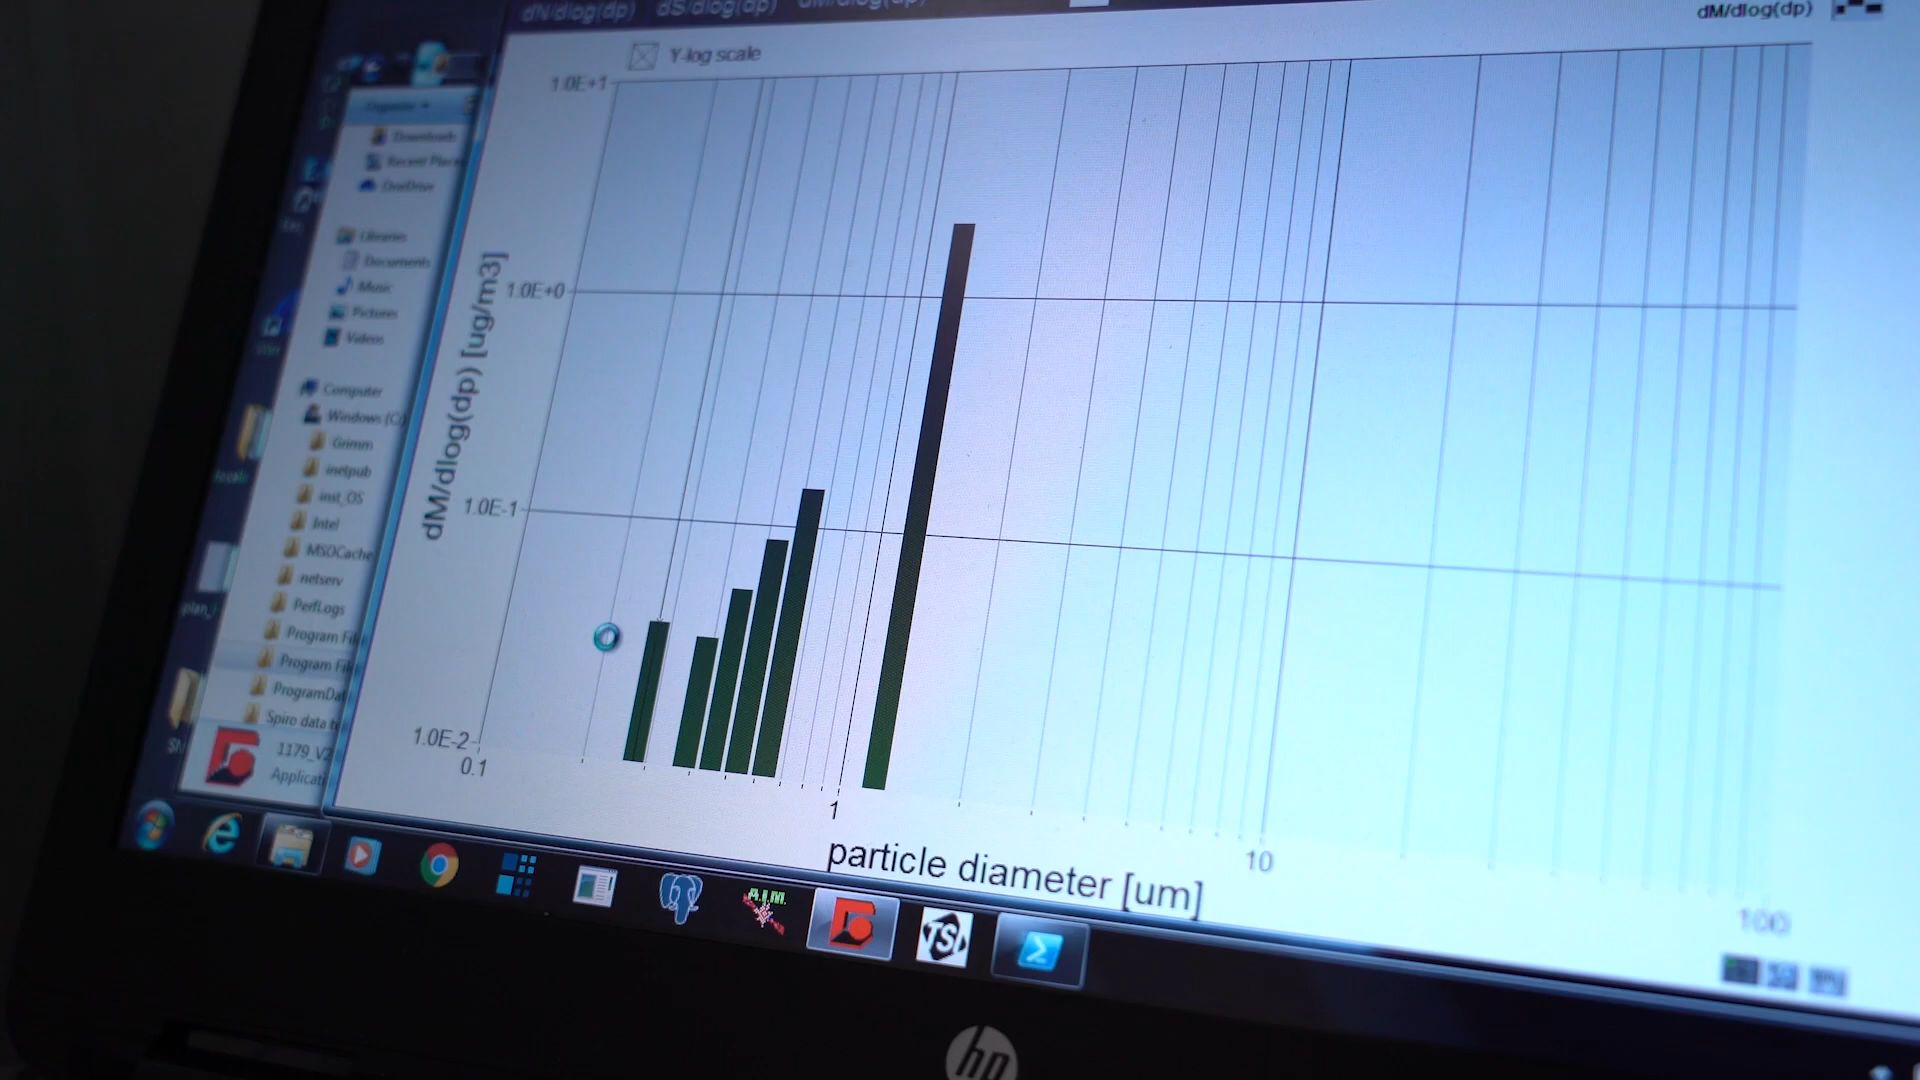 dN/dlog(dp) dS/dlog(dp) dM/dlog(dp)
dM/dlog(dp)
Y-log scale
1.0E+1
1.0E+0
1.0E-1
1.0E-2
dM/dlog(dp) [ug/m3]
0.1
1
10
100
particle diameter [um]
Organize
Downloads
Recent Place
OneDrive
Libraries
Documents
Music
Pictures
Videos
Computer
Windows (C:)
Grimm
inetpub
inst_OS
Intel
MSOCache
netserv
PerfLogs
Program Fil
Program Fil
ProgramDat
Spiro data t
1179_V2
Applicati
A.I.M.
TSI
hp